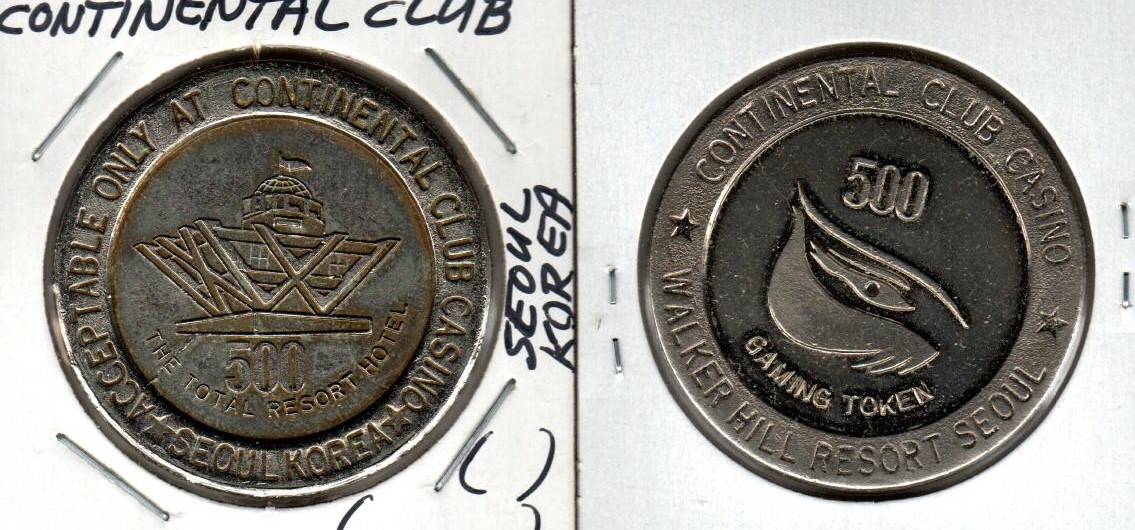 CONTINENTAL CLUB
ACCEPTABLE ONLY AT CONTINENTAL CLUB CASINO
★SEOUL KOREA★
500
THE TOTAL RESORT HOTEL
SEOUL
KOREA
CONTINENTAL CLUB CASINO
500
GAMING TOKEN
★ WALKER HILL RESORT SEOUL ★